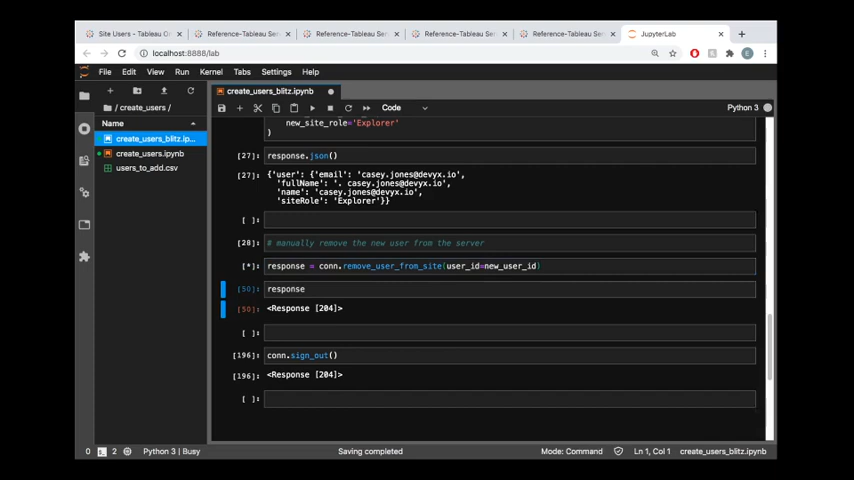 Site Users - Tableau On
Reference-Tableau Ser
Reference-Tableau Ser
Reference-Tableau Ser
Reference-Tableau Ser
JupyterLab
localhost:8888/lab
E
File Edit View Run Kernel Tabs Settings Help
create_users_blitz.ipynb
Code
Python 3
/ create_users /
Name
create_users_blitz.ip...
create_users.ipynb
users_to_add.csv
new_site_role='Explorer'
)
[27]: response.json()
[27]: {'user': {'email': 'casey.jones@devyx.io',
'fullName': '. casey.jones@devyx.io',
'name': 'casey.jones@devyx.io',
'siteRole': 'Explorer'}}
[ ]:
[28]: # manually remove the new user from the server
[*]: response = conn.remove_user_from_site(user_id=new_user_id)
[50]: response
[50]: <Response [204]>
[ ]:
[196]: conn.sign_out()
[196]: <Response [204]>
[ ]:
0 2 Python 3 | Busy Saving completed Mode: Command Ln 1, Col 1 create_users_blitz.ipynb